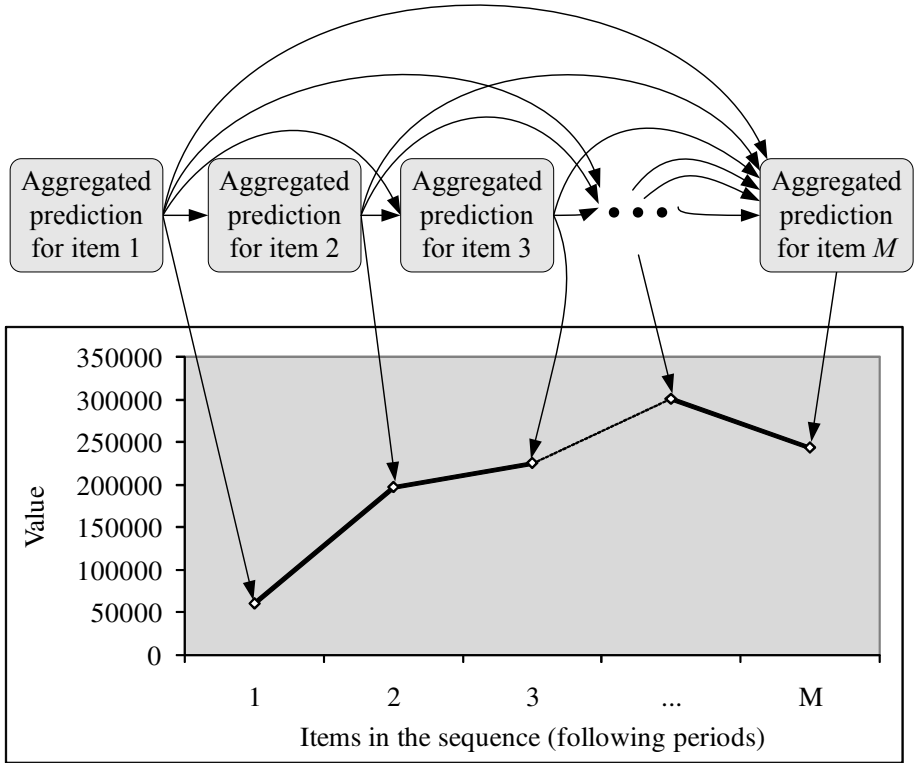 Aggregated
prediction
for item 1
Aggregated
prediction
for item 2
Aggregated
prediction
for item 3
● ● ●
Aggregated
prediction
for item M
350000
300000
250000
200000
150000
100000
50000
0
Value
1 2 3 ... M
Items in the sequence (following periods)